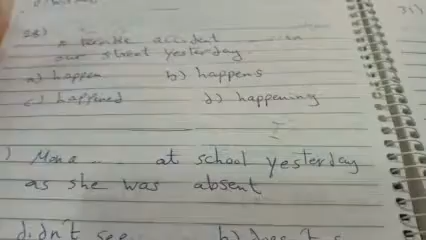 28)
a terrible accident ....... in
our street yesterday.
a) happen b) happens
c) happened d) happening
) Mona ..... at school yesterday
as she was absent
didn't see b)